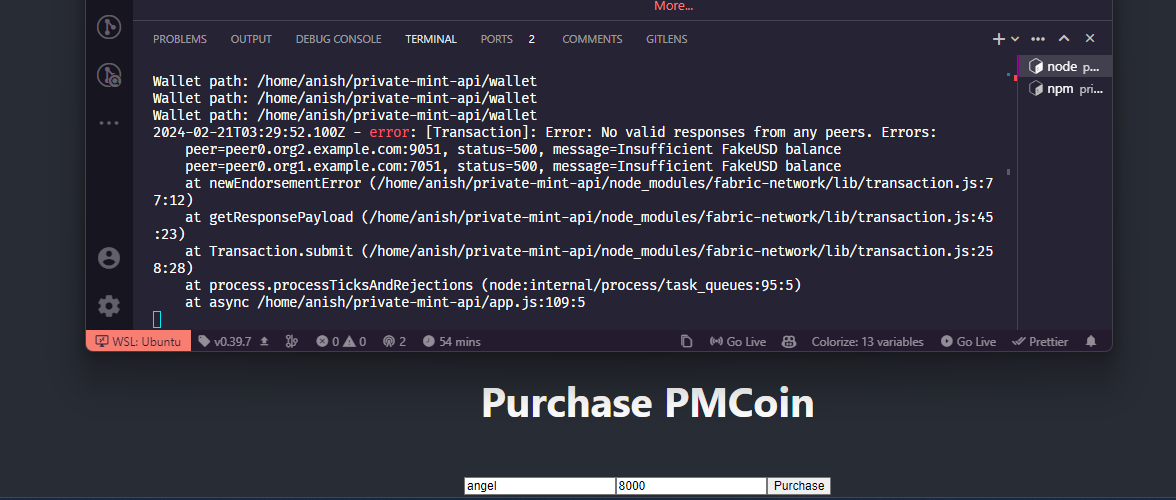 More...
PROBLEMS OUTPUT DEBUG CONSOLE TERMINAL PORTS 2 COMMENTS GITLENS
node p...
npm pri...
Wallet path: /home/anish/private-mint-api/wallet
Wallet path: /home/anish/private-mint-api/wallet
Wallet path: /home/anish/private-mint-api/wallet
2024-02-21T03:29:52.100Z - error: [Transaction]: Error: No valid responses from any peers. Errors:
    peer=peer0.org2.example.com:9051, status=500, message=Insufficient FakeUSD balance
    peer=peer0.org1.example.com:7051, status=500, message=Insufficient FakeUSD balance
    at newEndorsementError (/home/anish/private-mint-api/node_modules/fabric-network/lib/transaction.js:7
7:12)
    at getResponsePayload (/home/anish/private-mint-api/node_modules/fabric-network/lib/transaction.js:45
:23)
    at Transaction.submit (/home/anish/private-mint-api/node_modules/fabric-network/lib/transaction.js:25
8:28)
    at process.processTicksAndRejections (node:internal/process/task_queues:95:5)
    at async /home/anish/private-mint-api/app.js:109:5
WSL: Ubuntu v0.39.7 0 0 2 54 mins Go Live Colorize: 13 variables Go Live Prettier
Purchase PMCoin
angel 8000 Purchase